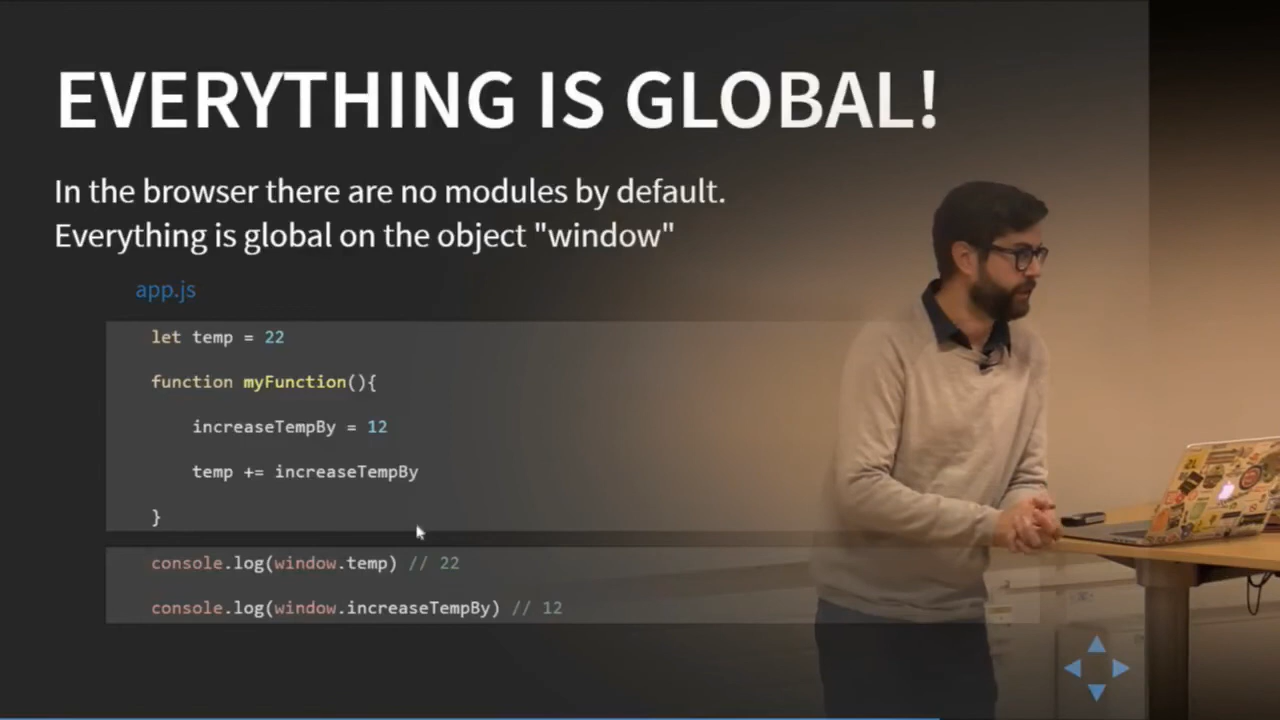 EVERYTHING IS GLOBAL!
In the browser there are no modules by default.
Everything is global on the object "window"
app.js
let temp = 22
function myFunction(){
increaseTempBy = 12
temp += increaseTempBy
}
console.log(window.temp) // 22
console.log(window.increaseTempBy) // 12